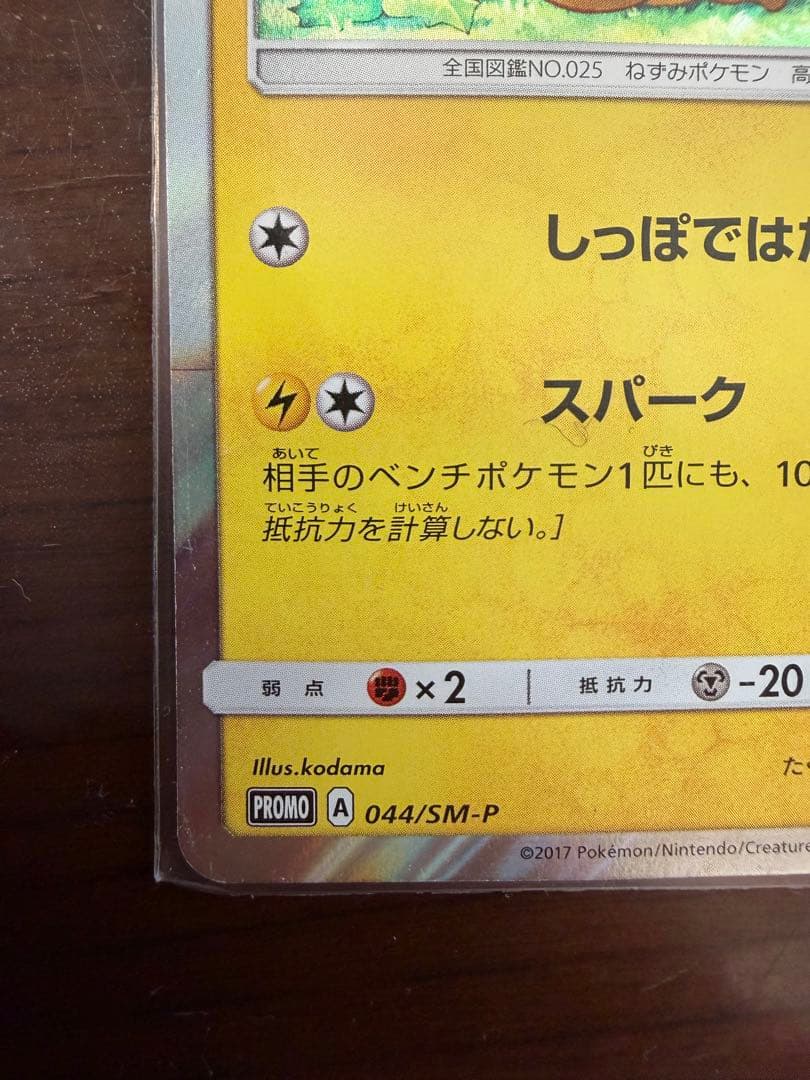 全国図鑑NO.025 ねずみポケモン 高
しっぽではた
スパーク
あいて びき
相手のベンチポケモン1匹にも、10
ていこうりょく けいさん
抵抗力を計算しない。]
弱点 ×2 抵抗力 -20
Illus.kodama
た
PROMO A 044/SM-P
©2017 Pokémon/Nintendo/Creature